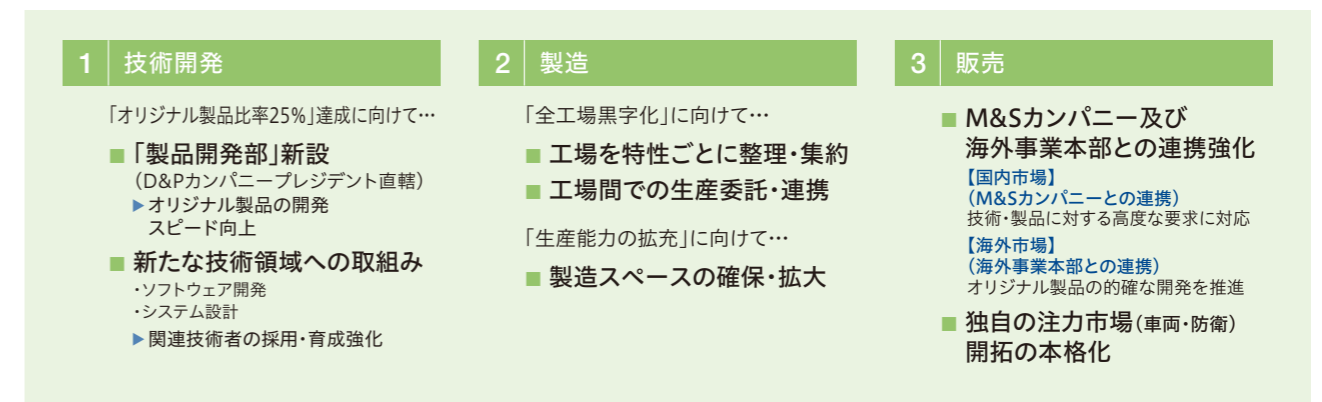 1 技術開発
「オリジナル製品比率25%」達成に向けて…
■「製品開発部」新設
(D&Pカンパニープレジデント直轄)
▶オリジナル製品の開発
スピード向上
■ 新たな技術領域への取組み
・ソフトウェア開発
・システム設計
▶関連技術者の採用・育成強化
2 製造
「全工場黒字化」に向けて…
■ 工場を特性ごとに整理・集約
■ 工場間での生産委託・連携
「生産能力の拡充」に向けて…
■ 製造スペースの確保・拡大
3 販売
■ M&Sカンパニー及び
海外事業本部との連携強化
【国内市場】
(M&Sカンパニーとの連携)
技術・製品に対する高度な要求に対応
【海外市場】
(海外事業本部との連携)
オリジナル製品の的確な開発を推進
■ 独自の注力市場(車両・防衛)
開拓の本格化